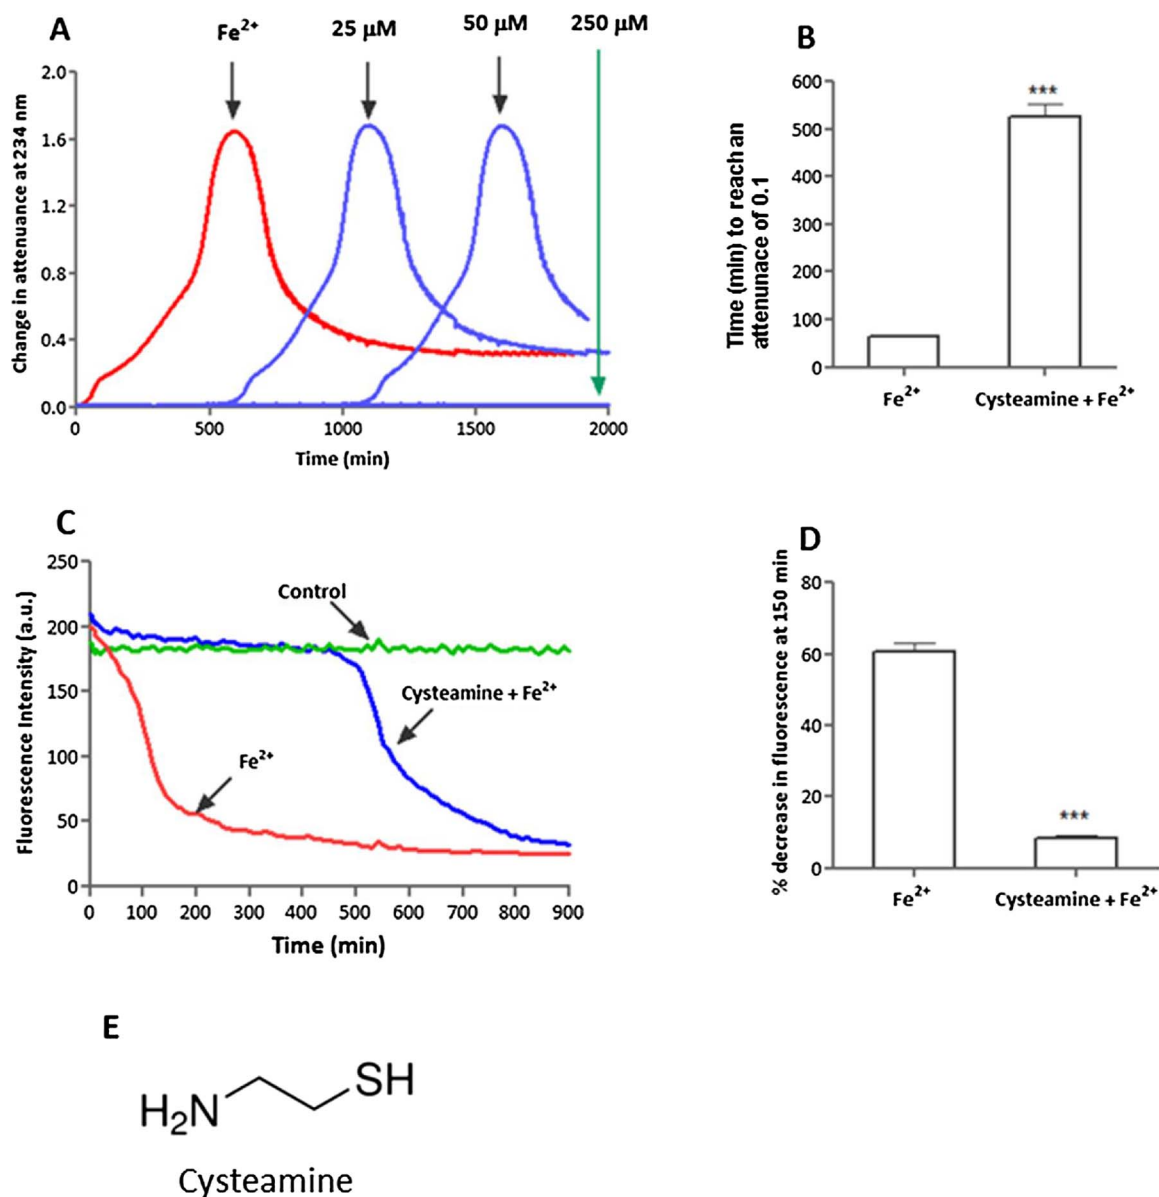 A
Fe²⁺
25 µM
50 µM
250 µM
Change in attenuance at 234 nm
2.0
1.6
1.2
0.8
0.4
0.0
0
500
1000
1500
2000
Time (min)
B
Time (min) to reach an
attenunace of 0.1
600
500
400
300
200
100
0
***
Fe²⁺
Cysteamine + Fe²⁺
C
Fluorescence Intensity (a.u.)
250
200
150
100
50
0
Control
Cysteamine + Fe²⁺
Fe²⁺
0
100
200
300
400
500
600
700
800
900
Time (min)
D
% decrease in fluorescence at 150 min
80
60
40
20
0
***
Fe²⁺
Cysteamine + Fe²⁺
E
H₂N
SH
Cysteamine